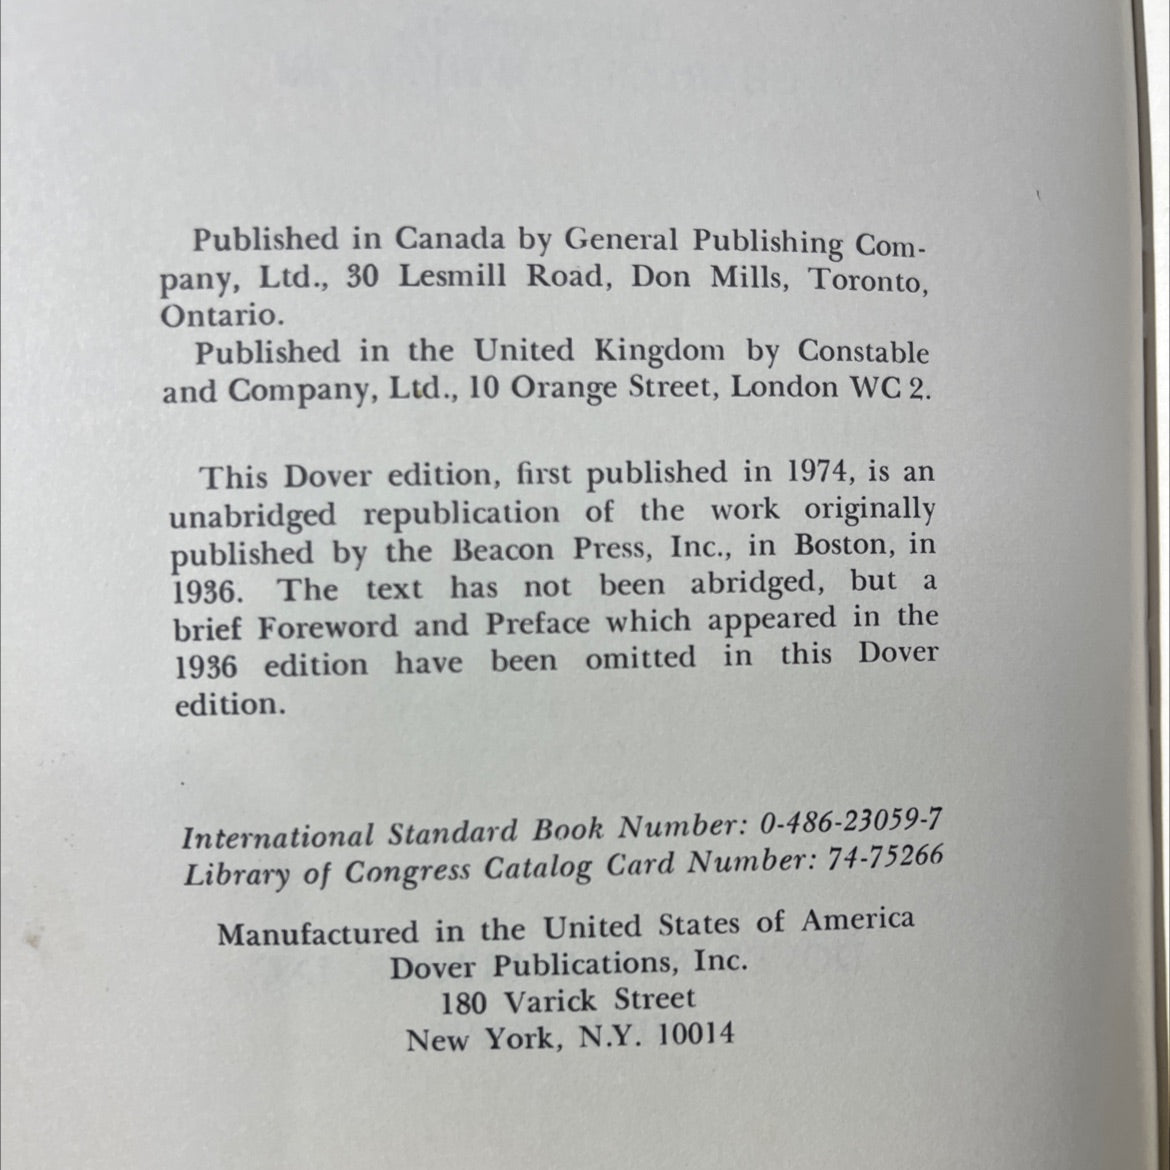 Published in Canada by General Publishing Com-
pany, Ltd., 30 Lesmill Road, Don Mills, Toronto,
Ontario.
Published in the United Kingdom by Constable
and Company, Ltd., 10 Orange Street, London WC 2.
This Dover edition, first published in 1974, is an
unabridged republication of the work originally
published by the Beacon Press, Inc., in Boston, in
1936. The text has not been abridged, but a
brief Foreword and Preface which appeared in the
1936 edition have been omitted in this Dover
edition.
International Standard Book Number: 0-486-23059-7
Library of Congress Catalog Card Number: 74-75266
Manufactured in the United States of America
Dover Publications, Inc.
180 Varick Street
New York, N.Y. 10014